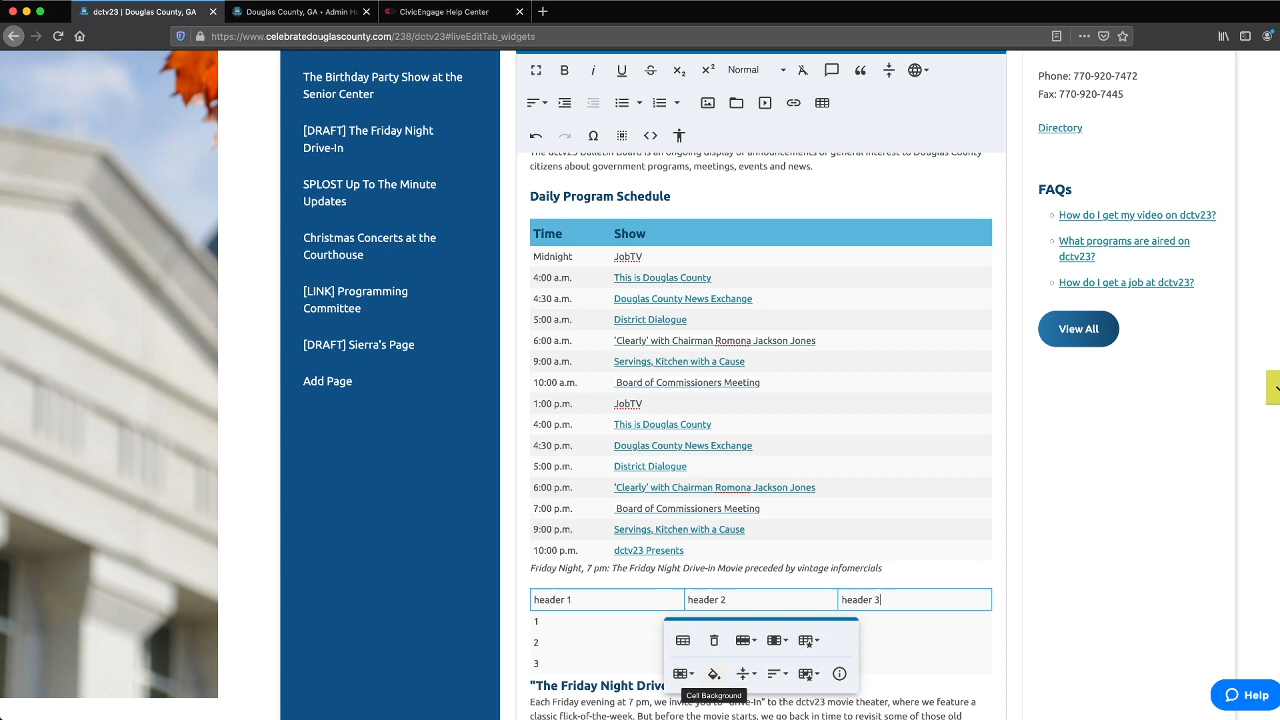 dctv23 | Douglas County, GA
Douglas County, GA • Admin H
CivicEngage Help Center
https://www.celebratedouglascounty.com/238/dctv23#liveEditTab_widgets
The Birthday Party Show at the
Senior Center
[DRAFT] The Friday Night
Drive-In
SPLOST Up To The Minute
Updates
Christmas Concerts at the
Courthouse
[LINK] Programming
Committee
[DRAFT] Sierra's Page
Add Page
Normal
The dctv23 Bulletin Board is an ongoing display of announcements of general interest to Douglas County
citizens about government programs, meetings, events and news.
Daily Program Schedule
Time Show
Midnight JobTV
4:00 a.m. This is Douglas County
4:30 a.m. Douglas County News Exchange
5:00 a.m. District Dialogue
6:00 a.m. 'Clearly' with Chairman Romona Jackson Jones
9:00 a.m. Servings, Kitchen with a Cause
10:00 a.m. Board of Commissioners Meeting
1:00 p.m. JobTV
4:00 p.m. This is Douglas County
4:30 p.m. Douglas County News Exchange
5:00 p.m. District Dialogue
6:00 p.m. 'Clearly' with Chairman Romona Jackson Jones
7:00 p.m. Board of Commissioners Meeting
9:00 p.m. Servings, Kitchen with a Cause
10:00 p.m. dctv23 Presents
Friday Night, 7 pm: The Friday Night Drive-in Movie preceded by vintage infomercials
header 1 header 2 header 3
1
2
3
Cell Background
"The Friday Night Drive
Each Friday evening at 7 pm, we invite you to "drive-in" to the dctv23 movie theater, where we feature a
classic flick-of-the-week. But before the movie starts, we go back in time to revisit some of those old
Phone: 770-920-7472
Fax: 770-920-7445
Directory
FAQs
How do I get my video on dctv23?
What programs are aired on
dctv23?
How do I get a job at dctv23?
View All
Help